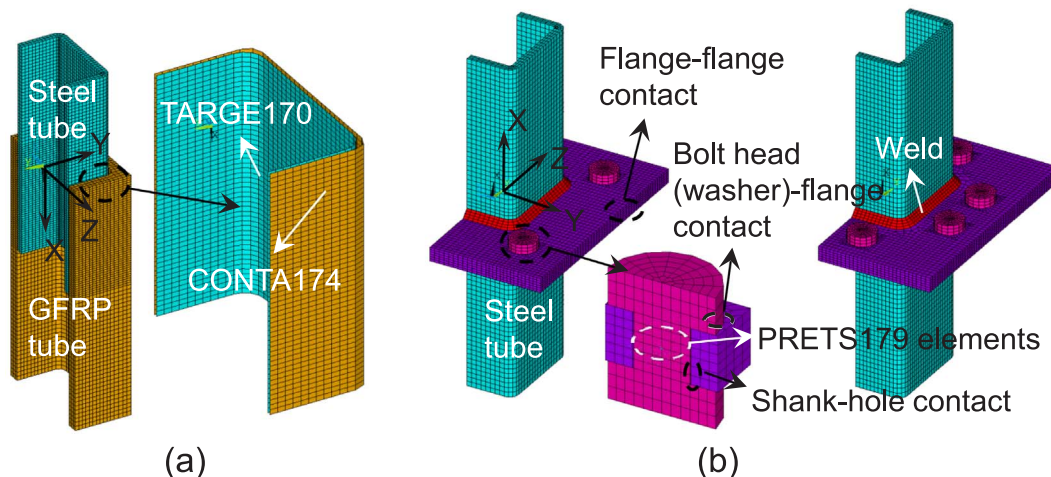 Steel
tube
Y
Z
X
GFRP
tube
TARGE170
CONTA174
(a)
Flange-flange
contact
X
Z
Y
Bolt head
(washer)-flange
contact
Weld
Steel
tube
PRETS179 elements
Shank-hole contact
(b)